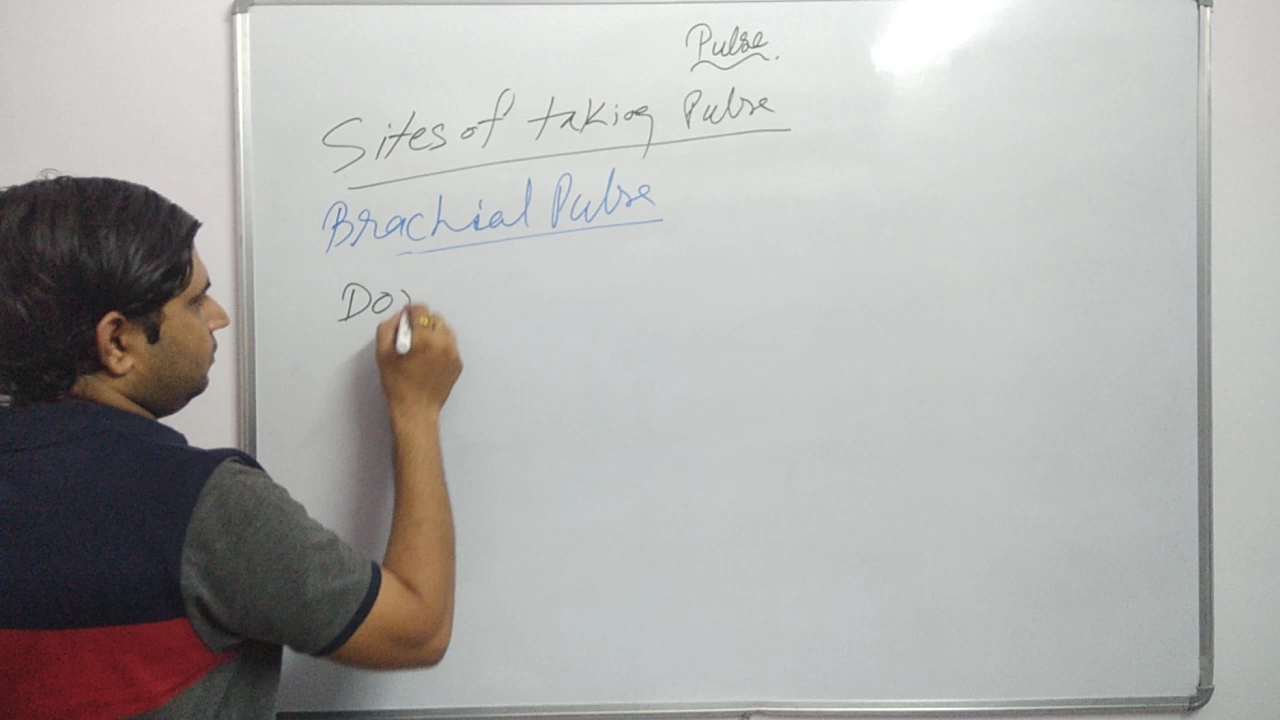 Pulse.
Sites of taking Pulse
Brachial Pulse
Do